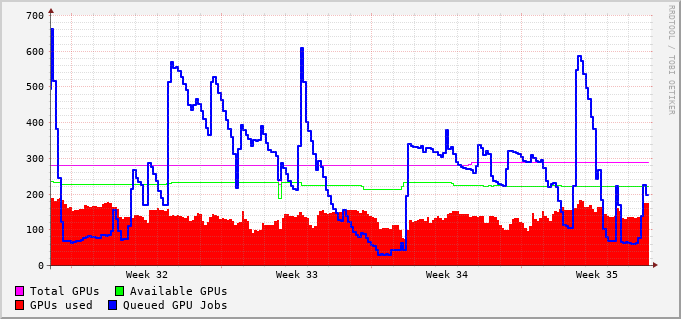 700
600
500
400
300
200
100
0
Week 32 Week 33 Week 34 Week 35
Total GPUs Available GPUs
GPUs used Queued GPU Jobs
RRDTOOL / TOBI OETIKER